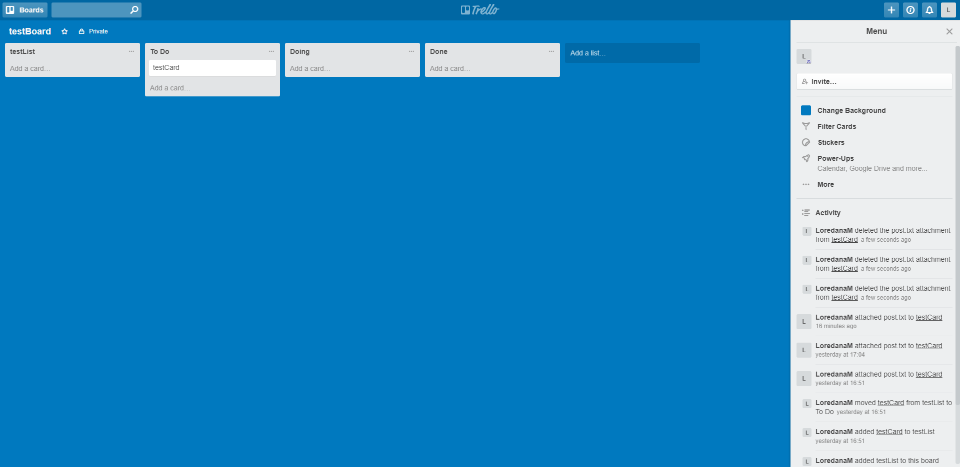 Boards
Trello
L
testBoard
Private
testList
...
Add a card...
To Do
...
testCard
Add a card...
Doing
...
Add a card...
Done
...
Add a card...
Add a list...
Menu
L
Invite...
Change Background
Filter Cards
Stickers
Power-Ups
Calendar, Google Drive and more...
More
Activity
L
LoredanaM deleted the post.txt attachment
from testCard a few seconds ago
L
LoredanaM deleted the post.txt attachment
from testCard a few seconds ago
L
LoredanaM deleted the post.txt attachment
from testCard a few seconds ago
L
LoredanaM attached post.txt to testCard
16 minutes ago
L
LoredanaM attached post.txt to testCard
yesterday at 17:04
L
LoredanaM attached post.txt to testCard
yesterday at 16:51
L
LoredanaM moved testCard from testList to
To Do yesterday at 16:51
L
LoredanaM added testCard to testList
yesterday at 16:51
L
LoredanaM added testList to this board